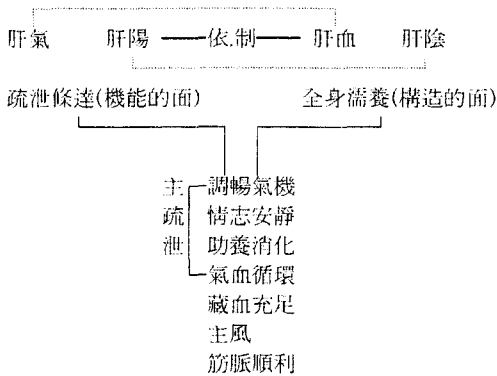 肝氣 肝陽 依.制 肝血 肝陰
疏泄條達(機能的面) 全身濡養(構造的面)
主 調暢氣機
疏 情志安靜
泄 助養消化
氣血循環
藏血充足
主風
筋脈順利